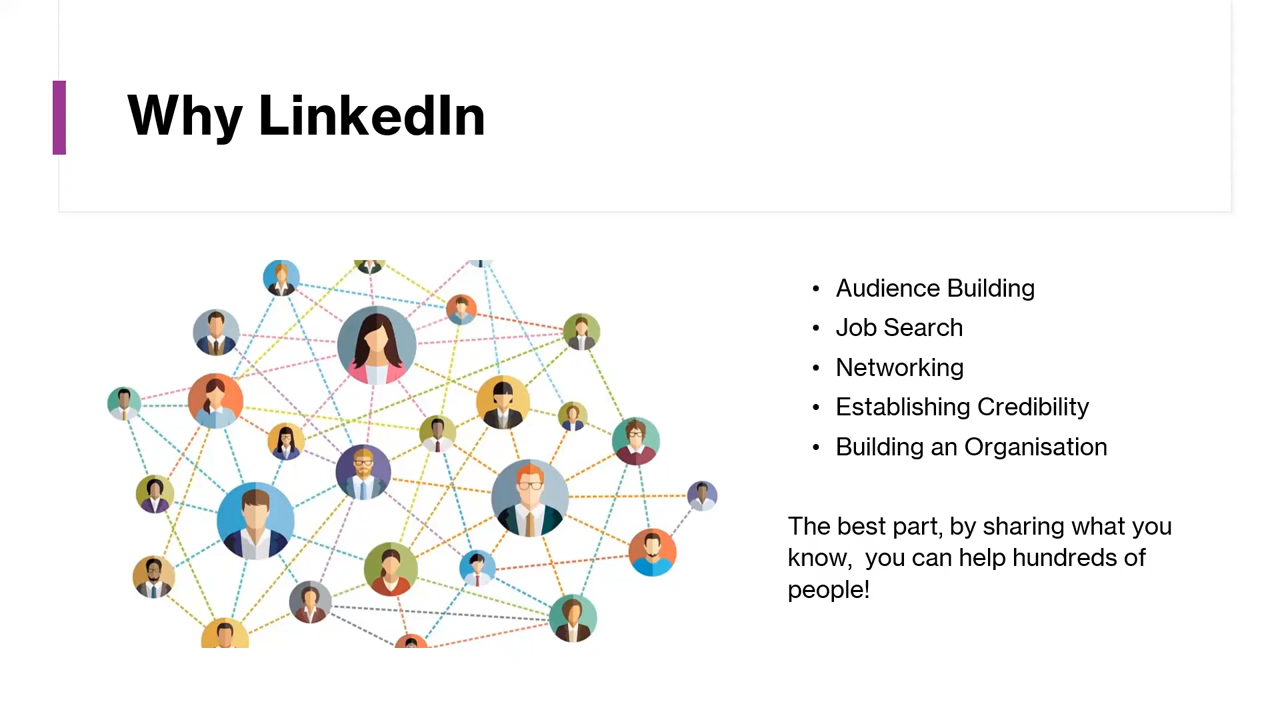 Why LinkedIn
• Audience Building
• Job Search
• Networking
• Establishing Credibility
• Building an Organisation
The best part, by sharing what you
know,  you can help hundreds of
people!